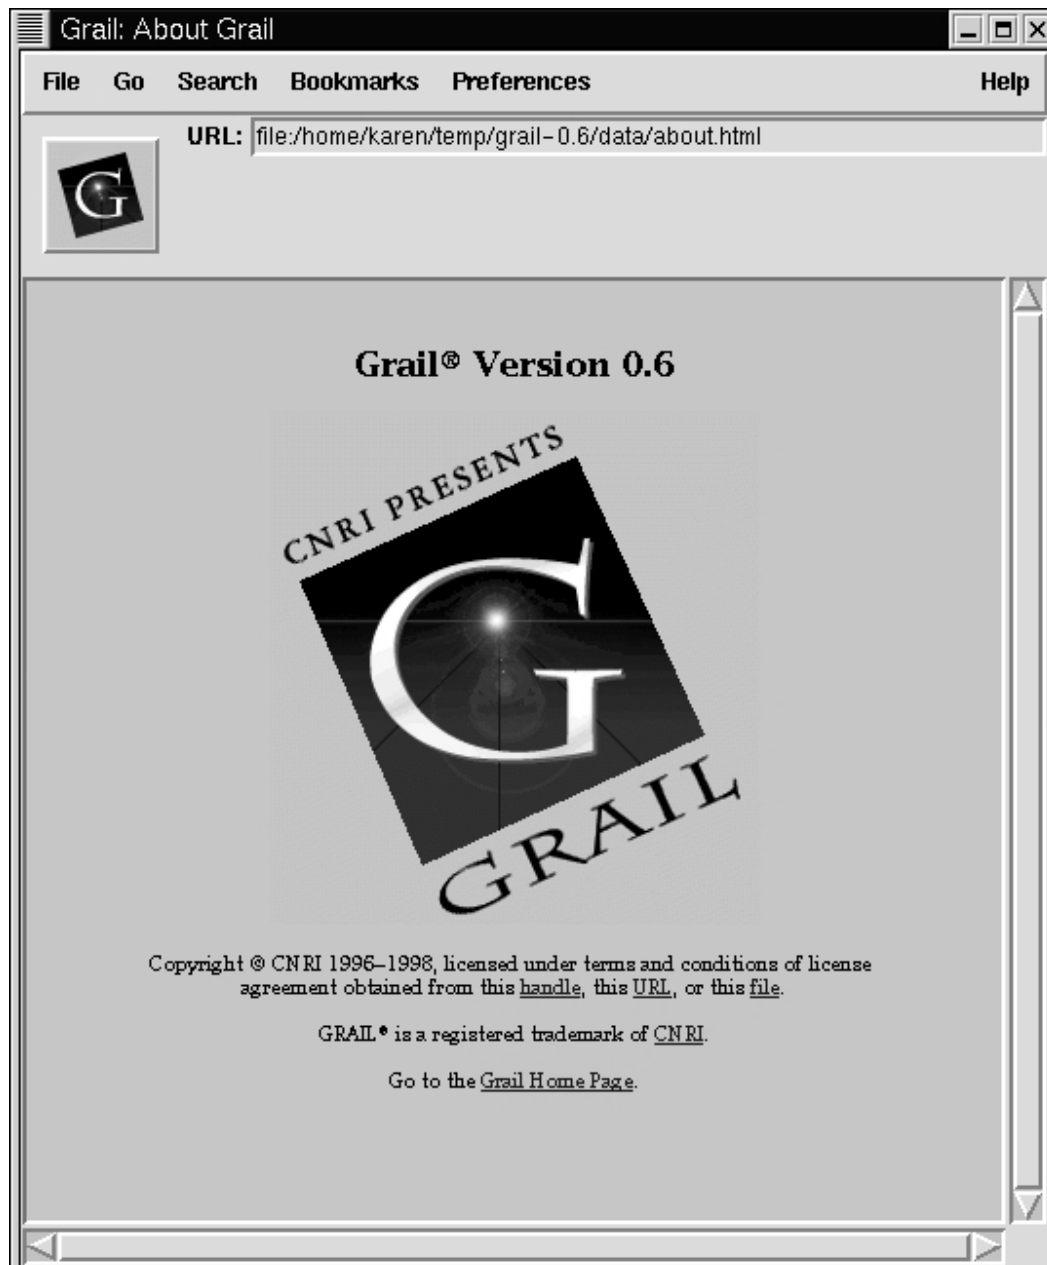 Grail: About Grail
File Go Search Bookmarks Preferences Help
URL: file:/home/karen/temp/grail-0.6/data/about.html
G
Grail® Version 0.6
CNRI PRESENTS
G
GRAIL
Copyright © CNRI 1996–1998, licensed under terms and conditions of license
agreement obtained from this handle, this URL, or this file.
GRAIL® is a registered trademark of CNRI.
Go to the Grail Home Page.